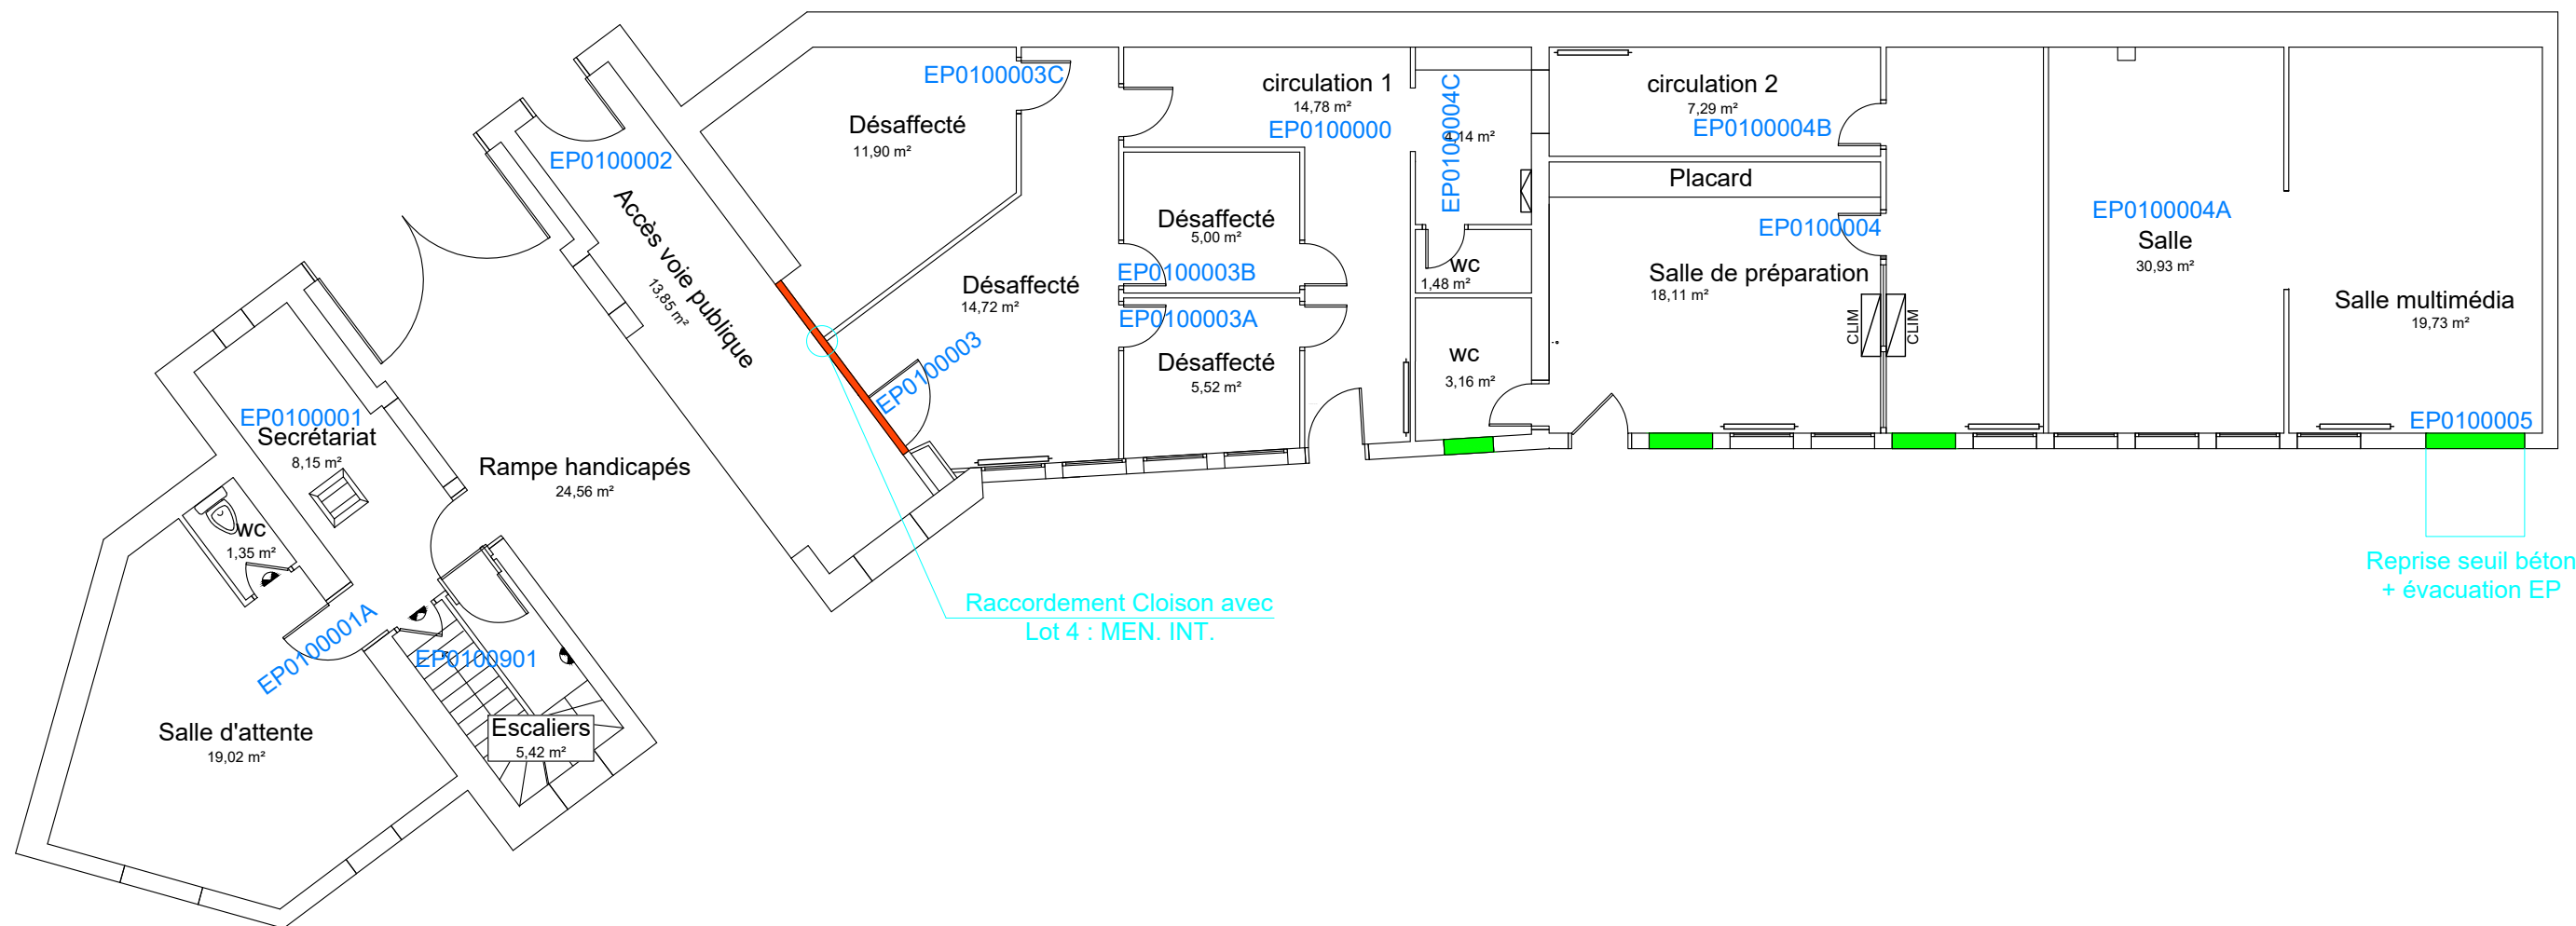 EP0100003C
Désaffecté
11,90 m²
circulation 1
14,78 m²
EP0100000
EP0100004C
4,14 m²
circulation 2
7,29 m²
EP0100004B
EP0100002
Accès voie publique
13,85 m²
Placard
Désaffecté
5,00 m²
EP0100003B
EP0100004
EP0100004A
Salle
30,93 m²
Désaffecté
14,72 m²
wc
1,48 m²
Salle de préparation
18,11 m²
Salle multimédia
19,73 m²
EP0100003A
CLIM
CLIM
EP0100003
Désaffecté
5,52 m²
wc
3,16 m²
EP0100001
Secrétariat
8,15 m²
EP0100005
Rampe handicapés
24,56 m²
wc
1,35 m²
Reprise seuil béton
+ évacuation EP
Raccordement Cloison avec
Lot 4 : MEN. INT.
EP0100001A
EP0100901
Salle d'attente
19,02 m²
Escaliers
5,42 m²